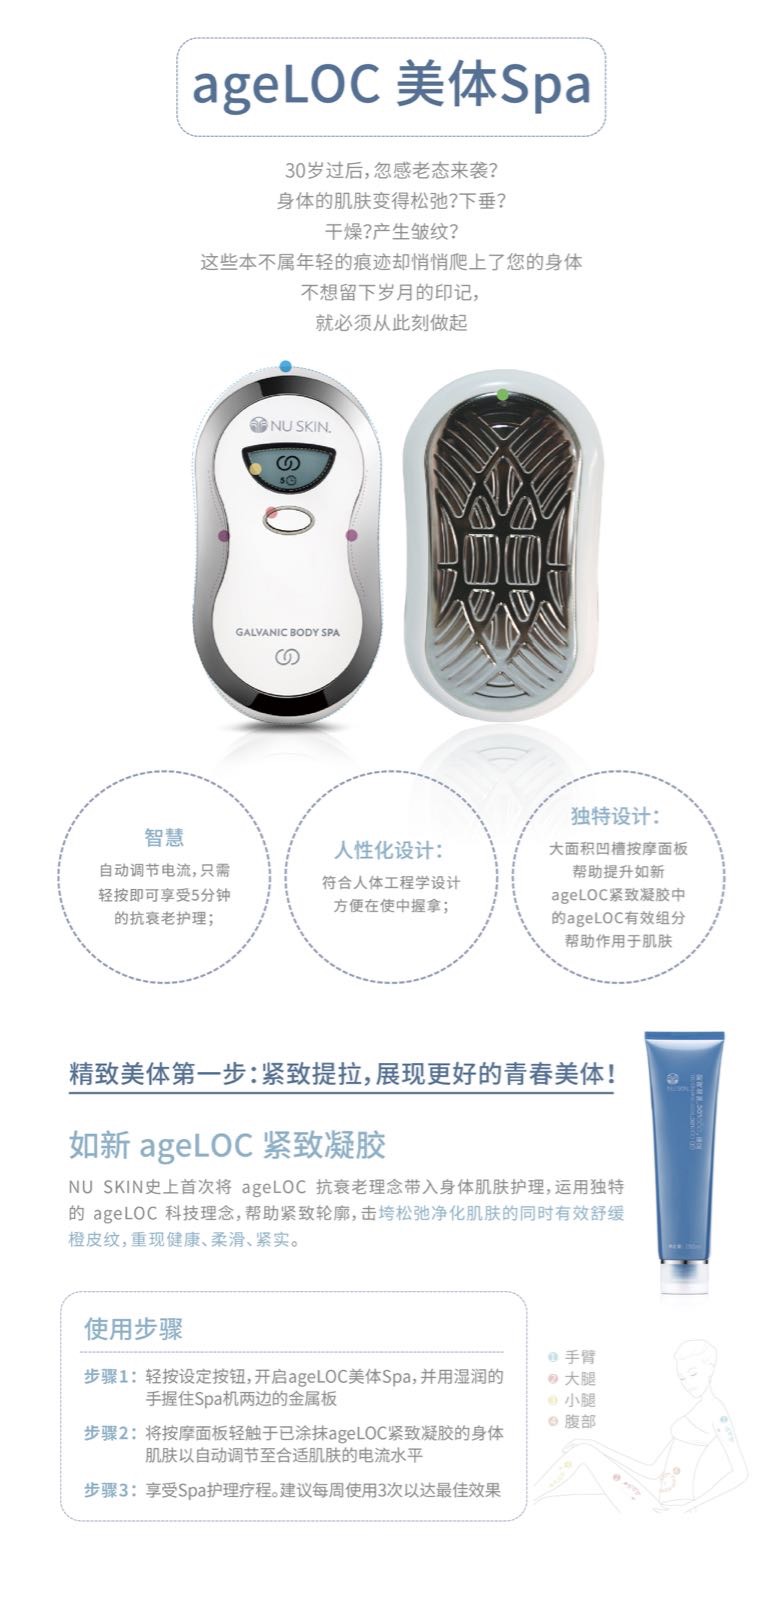 ageLOC 美体Spa
30岁过后，忽感老态来袭？
身体的肌肤变得松弛？下垂？
干燥？产生皱纹？
这些本不属年轻的痕迹却悄悄爬上了您的身体
不想留下岁月的印记，
就必须从此刻做起
NU SKIN.
5
GALVANIC BODY SPA
智慧
自动调节电流，只需
轻按即可享受5分钟
的抗衰老护理；
人性化设计：
符合人体工程学设计
方便在使中握拿；
独特设计：
大面积凹槽按摩面板
帮助提升如新
ageLOC紧致凝胶中
的ageLOC有效组分
帮助作用于肌肤
精致美体第一步：紧致提拉，展现更好的青春美体！
如新 ageLOC 紧致凝胶
NU SKIN史上首次将 ageLOC 抗衰老理念带入身体肌肤护理，运用独特
的 ageLOC 科技理念，帮助紧致轮廓，击垮松弛净化肌肤的同时有效舒缓
橙皮纹，重现健康、柔滑、紧实。
NU SKIN
使用步骤
步骤1：轻按设定按钮，开启ageLOC美体Spa，并用湿润的
手握住Spa机两边的金属板
步骤2：将按摩面板轻触于已涂抹ageLOC紧致凝胶的身体
肌肤以自动调节至合适肌肤的电流水平
步骤3：享受Spa护理疗程。建议每周使用3次以达最佳效果
1 手臂
2 大腿
3 小腿
4 腹部